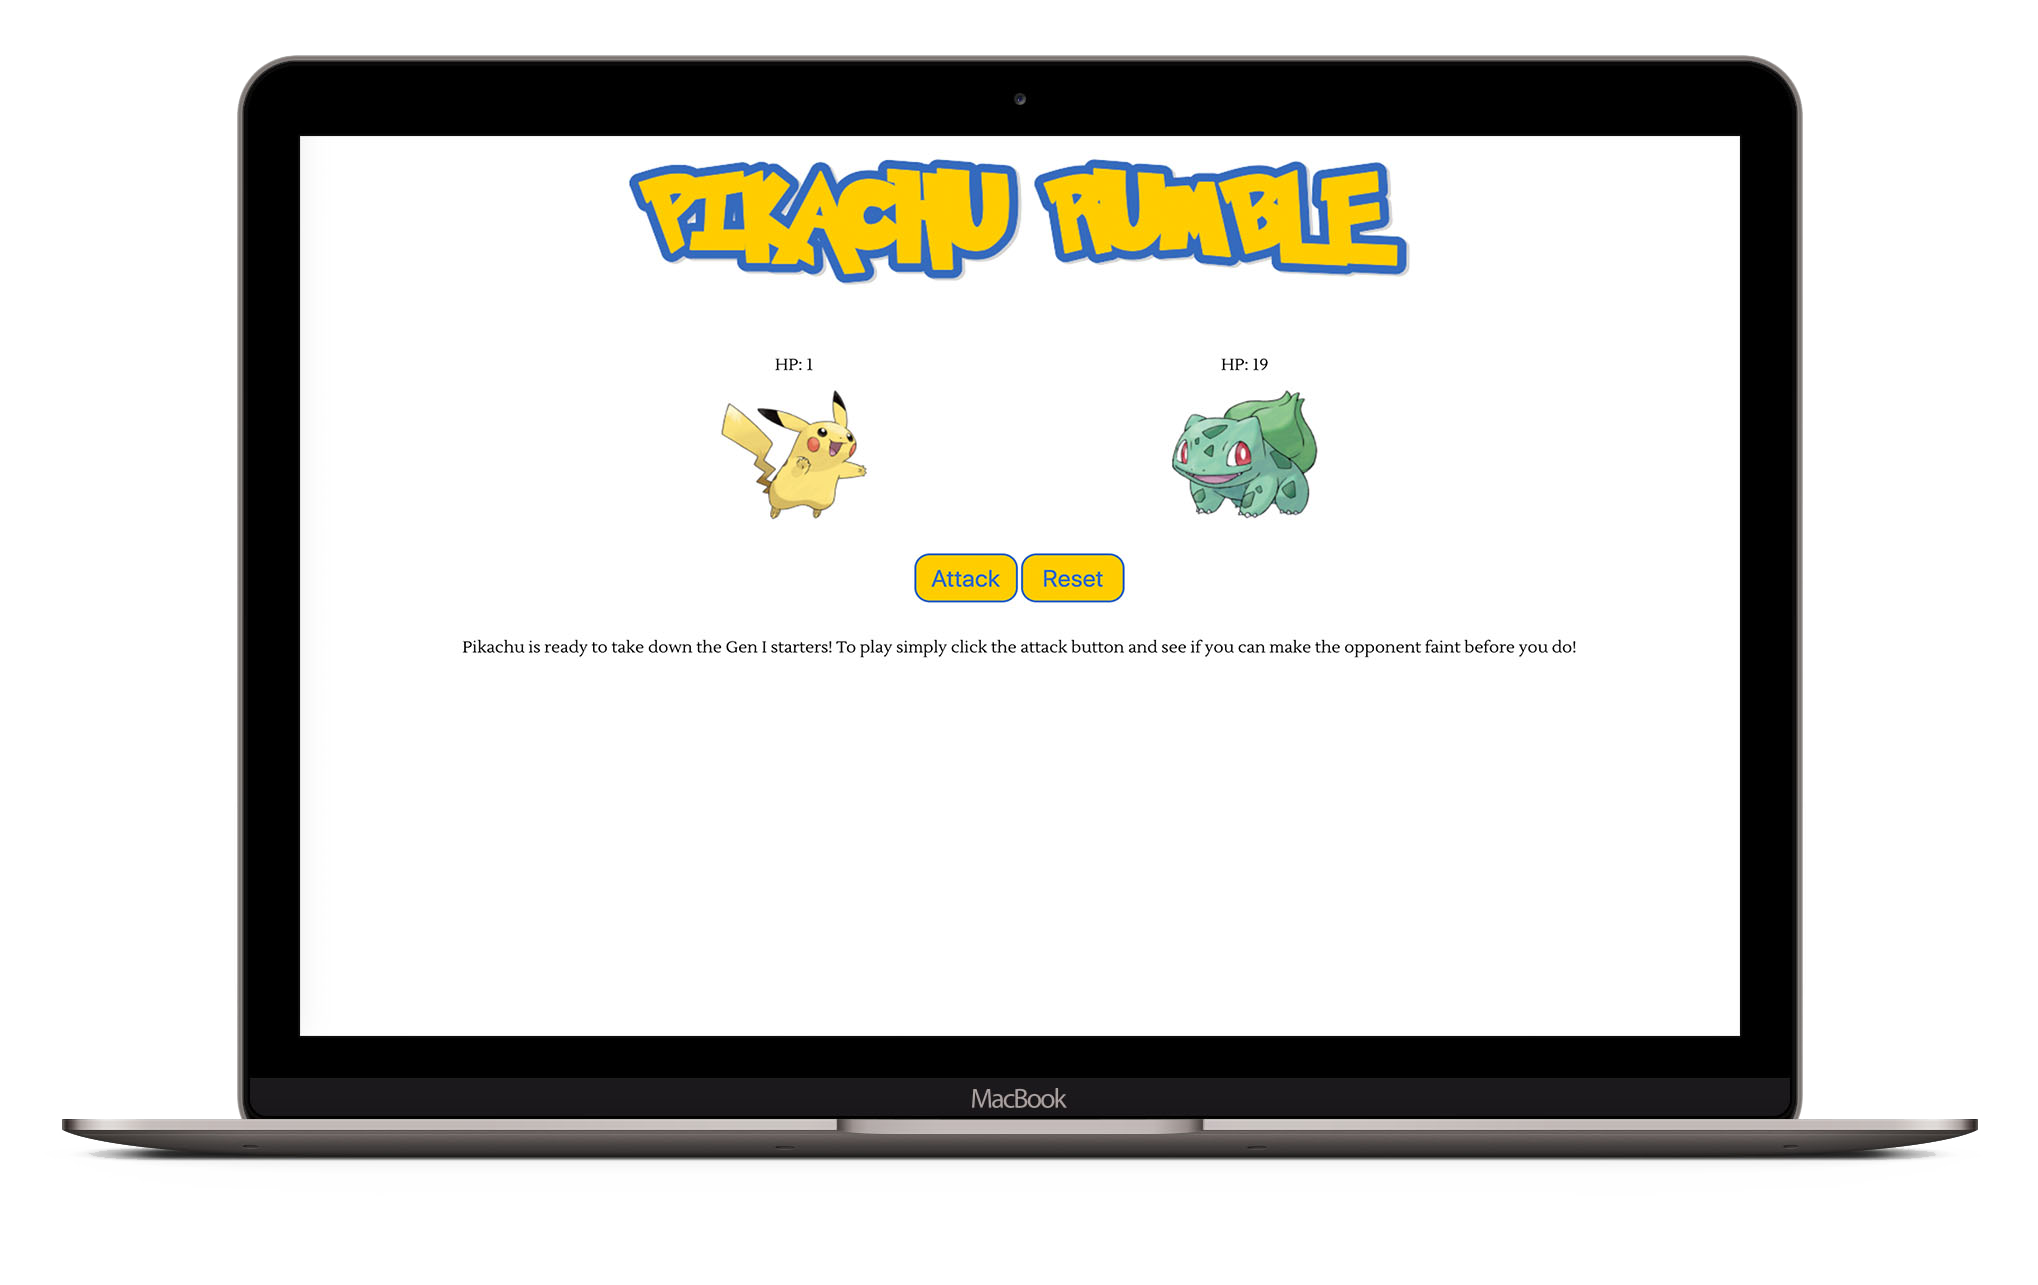 PIKACHU RUMBLE
HP: 1
HP: 19
Attack
Reset
Pikachu is ready to take down the Gen I starters! To play simply click the attack button and see if you can make the opponent faint before you do!
MacBook